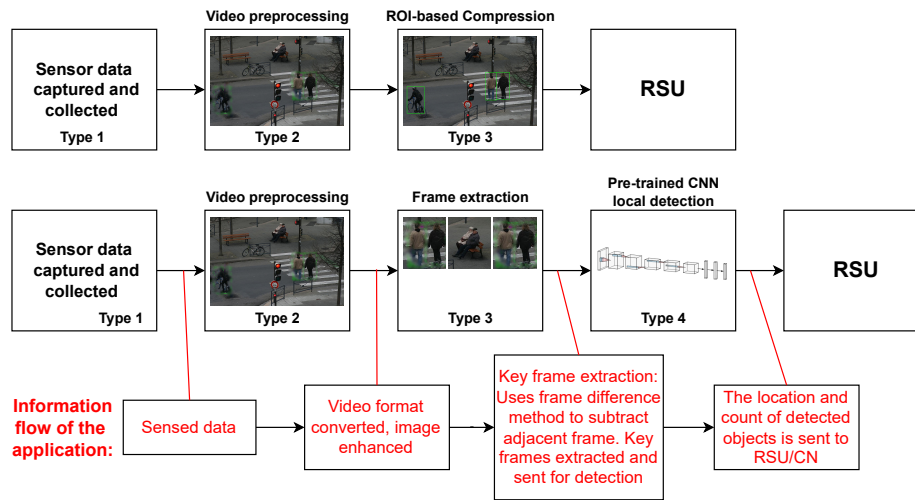 Video preprocessing
ROI-based Compression
Sensor data
captured and
collected
Type 1
Type 2
Type 3
RSU
Video preprocessing
Frame extraction
Pre-trained CNN
local detection
Sensor data
captured and
collected
Type 1
Type 2
Type 3
Type 4
RSU
Information
flow of the
application:
Sensed data
Video format
converted, image
enhanced
Key frame extraction:
Uses frame difference
method to subtract
adjacent frame. Key
frames extracted and
sent for detection
The location and
count of detected
objects is sent to
RSU/CN